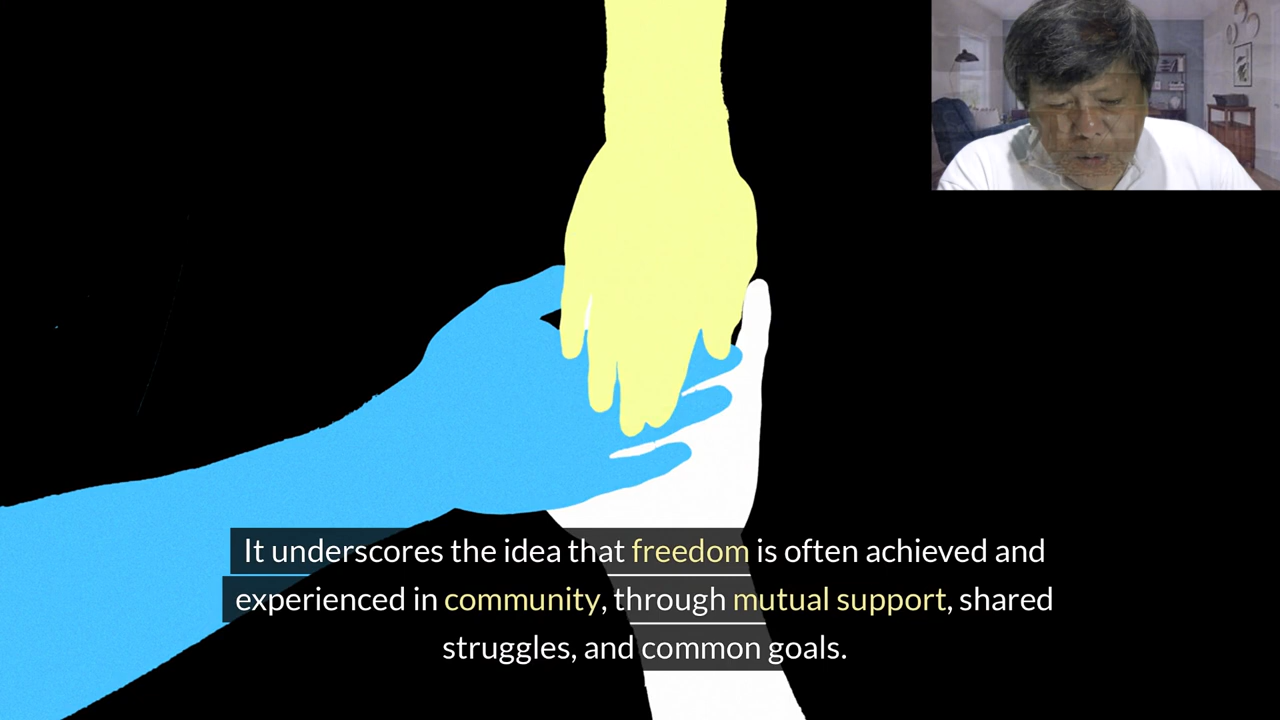 It underscores the idea that freedom is often achieved and
experienced in community, through mutual support, shared
struggles, and common goals.